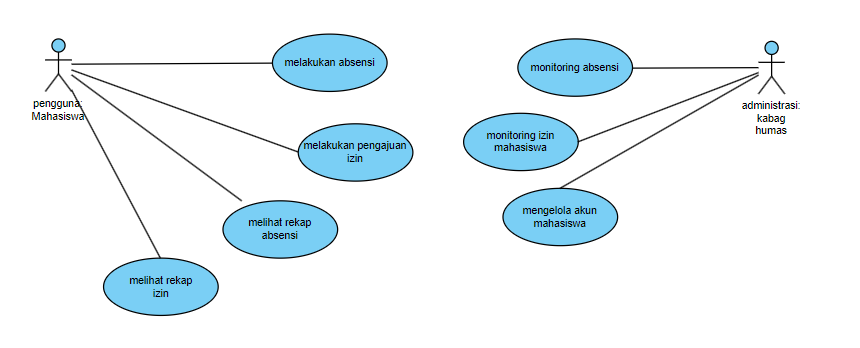 melakukan absensi
monitoring absensi
pengguna:
Mahasiswa
administrasi:
kabag
humas
melakukan pengajuan
izin
monitoring izin
mahasiswa
melihat rekap
absensi
mengelola akun
mahasiswa
melihat rekap
izin